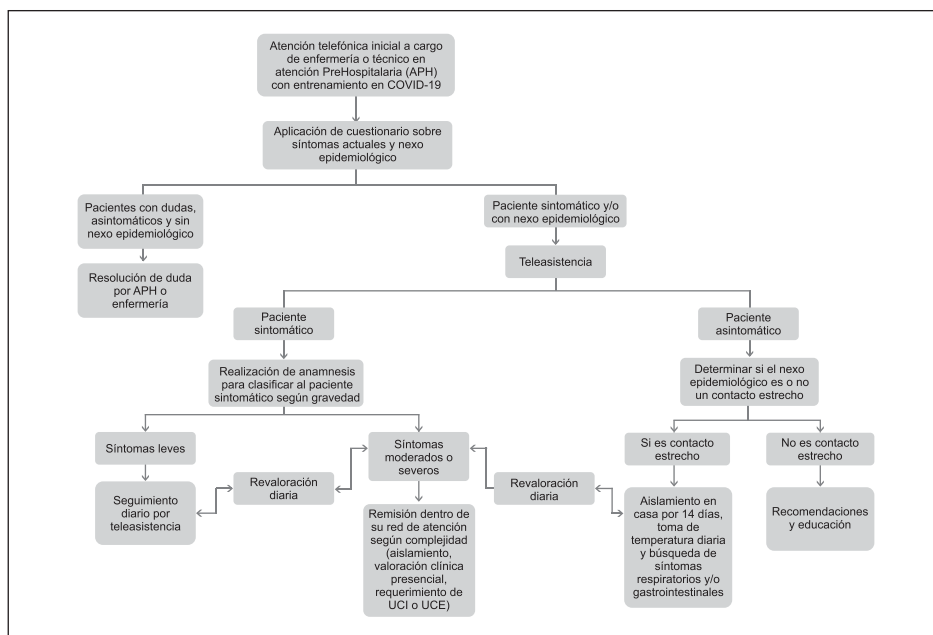 Atención telefónica inicial a cargo
de enfermería o técnico en
atención PreHospitalaria (APH)
con entrenamiento en COVID-19
Aplicación de cuestionario sobre
síntomas actuales y nexo
epidemiológico
Pacientes con dudas,
asintomáticos y sin
nexo epidemiológico
Paciente sintomático y/o
con nexo epidemiológico
Resolución de duda
por APH o
enfermería
Teleasistencia
Paciente
sintomático
Paciente
asintomático
Realización de anamnesis
para clasificar al paciente
sintomático según gravedad
Determinar si el nexo
epidemiológico es o no
un contacto estrecho
Síntomas leves
Síntomas
moderados o
severos
Si es contacto
estrecho
No es contacto
estrecho
Seguimiento
diario por
teleasistencia
Revaloración
diaria
Revaloración
diaria
Remisión dentro de
su red de atención
según complejidad
(aislamiento,
valoración clínica
presencial,
requerimiento de
UCI o UCE)
Aislamiento en
casa por 14 días,
toma de
temperatura diaria
y búsqueda de
síntomas
respiratorios y/o
gastrointestinales
Recomendaciones
y educación